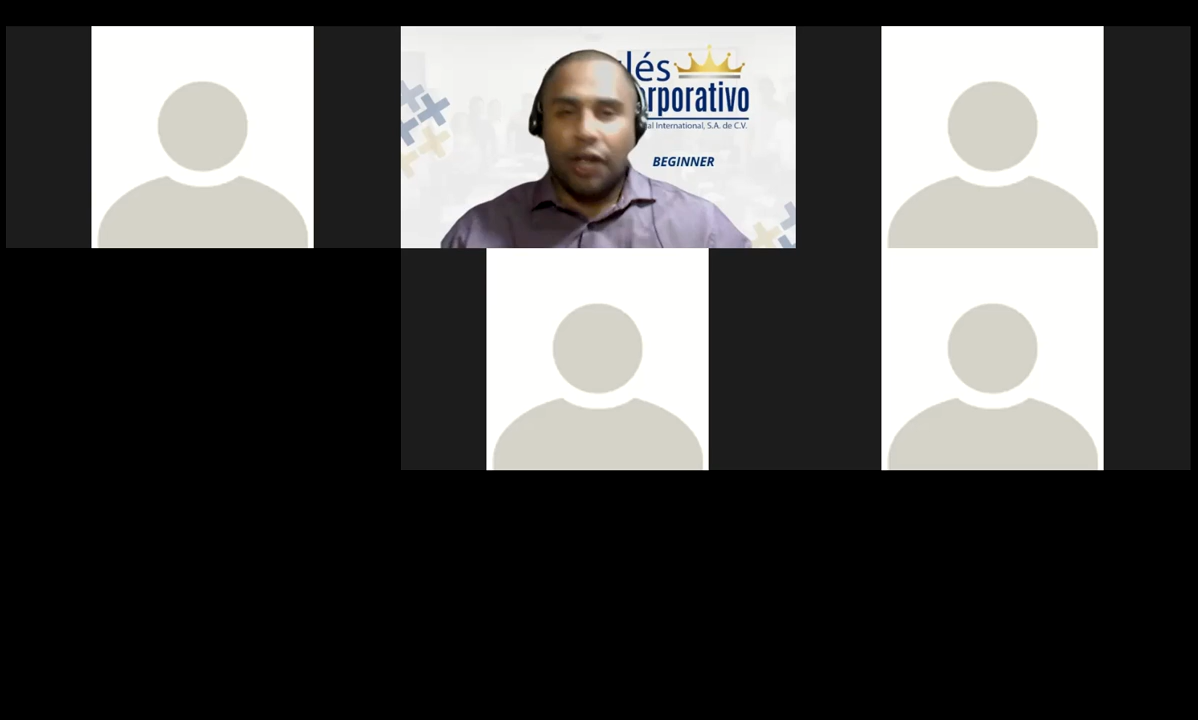 lés
rporativo
al International, S.A. de C.V.
BEGINNER